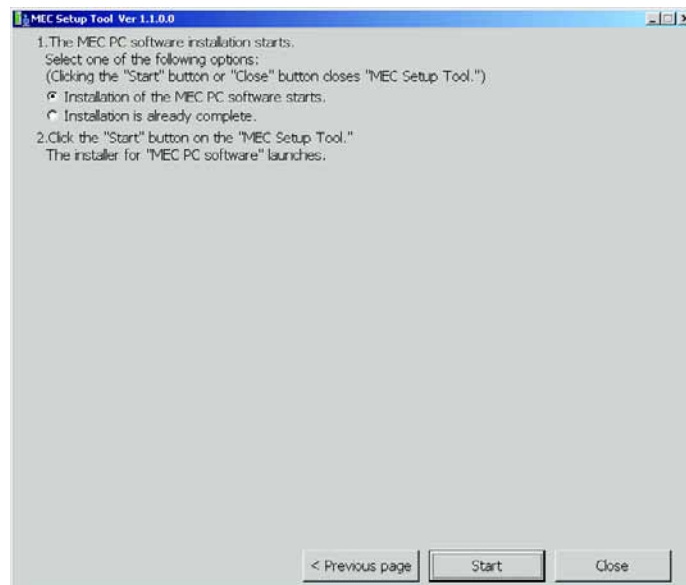 MEC Setup Tool Ver 1.1.0.0
1.The MEC PC software installation starts.
Select one of the following options:
(Clicking the "Start" button or "Close" button closes "MEC Setup Tool.")
Installation of the MEC PC software starts.
Installation is already complete.
2.Click the "Start" button on the "MEC Setup Tool."
The installer for "MEC PC software" launches.
< Previous page
Start
Close